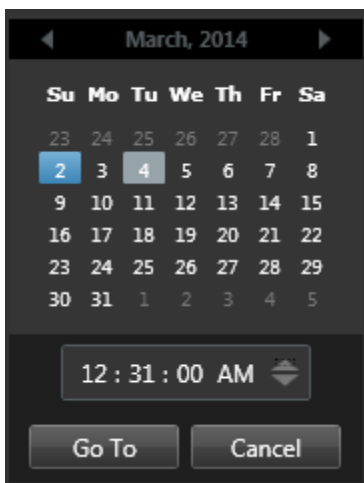 March, 2014
Su Mo Tu We Th Fr Sa
23 24 25 26 27 28 1
2 3 4 5 6 7 8
9 10 11 12 13 14 15
16 17 18 19 20 21 22
23 24 25 26 27 28 29
30 31 1 2 3 4 5
12 : 31 : 00 AM
Go To Cancel